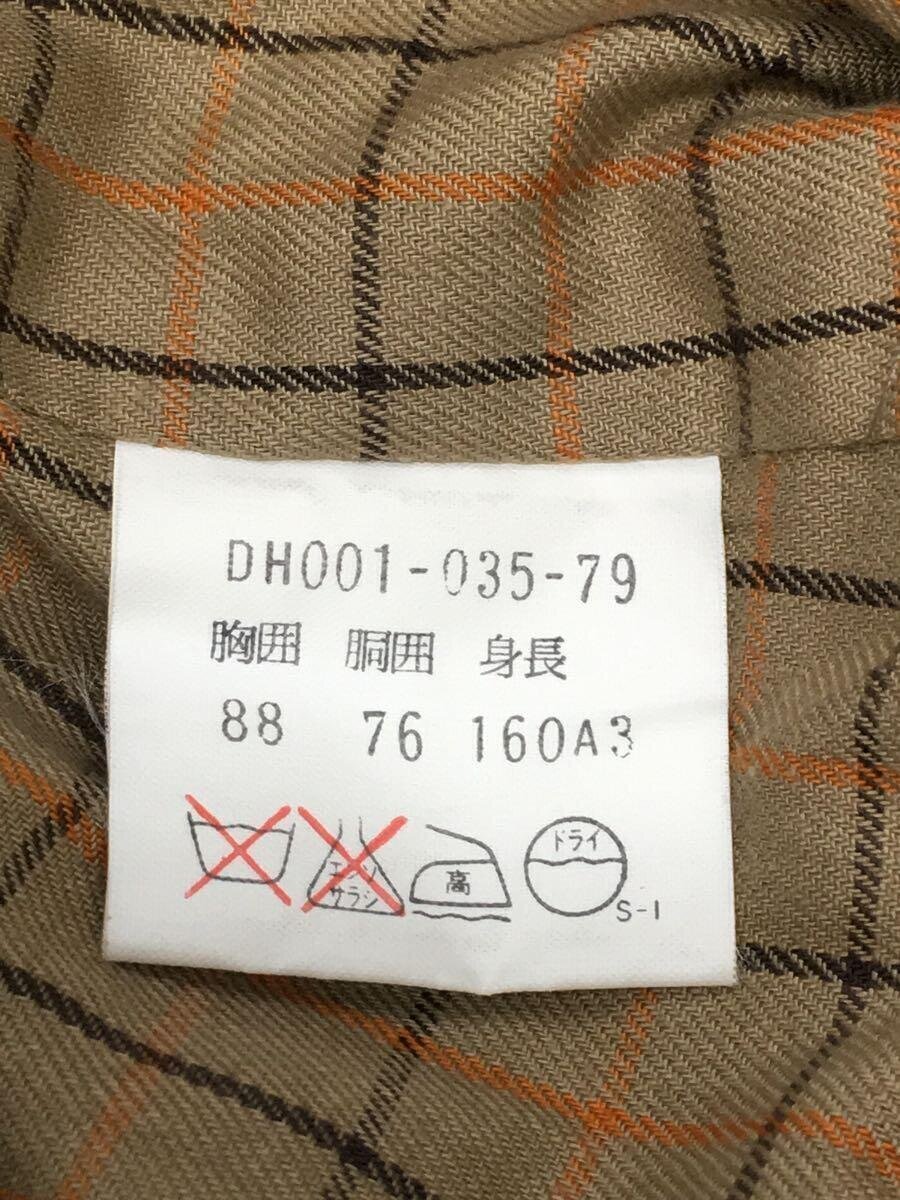 DH001-035-79
胸囲 胴囲 身長
88 76 160A3
エンソ
サラシ
高
ドライ
S-1